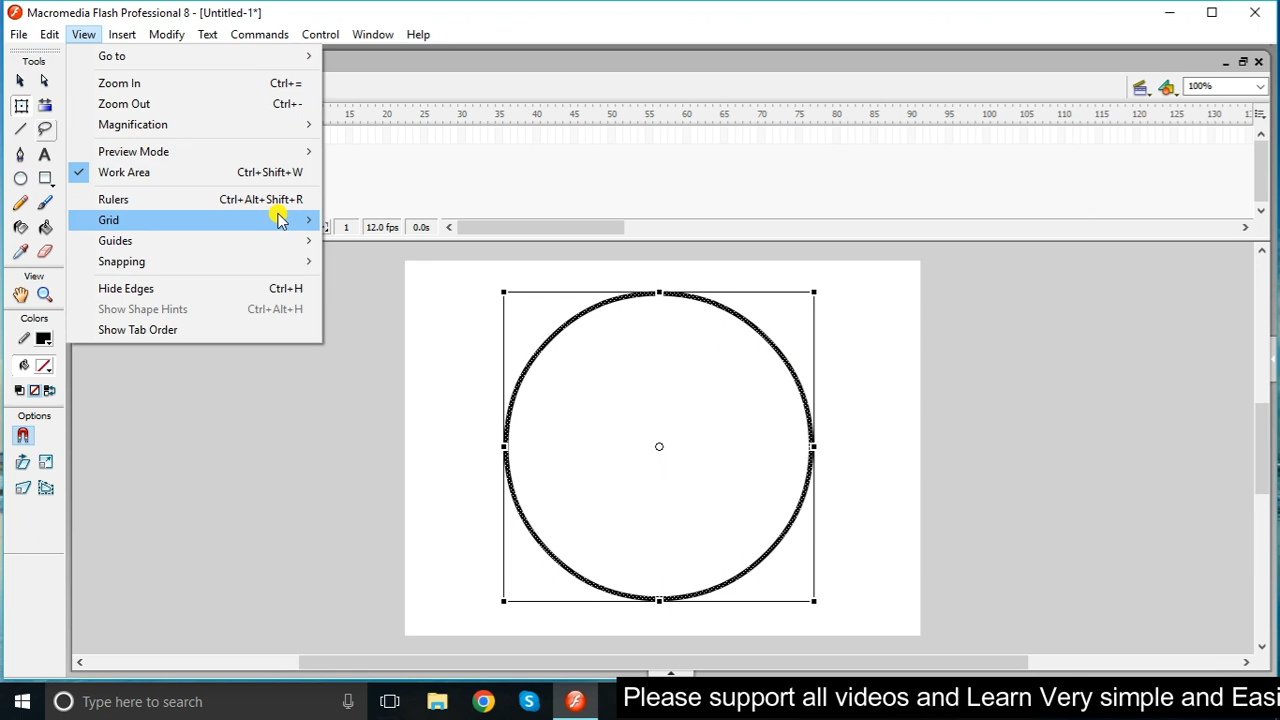 Macromedia Flash Professional 8 - [Untitled-1*]
File Edit View Insert Modify Text Commands Control Window Help
Tools
Go to
Zoom In Ctrl+=
Zoom Out Ctrl+-
Magnification
Preview Mode
Work Area Ctrl+Shift+W
Rulers Ctrl+Alt+Shift+R
Grid
Guides
Snapping
Hide Edges Ctrl+H
Show Shape Hints Ctrl+Alt+H
Show Tab Order
100%
15 20 25 30 35 40 45 50 55 60 65 70 75 80 85 90 95 100 105 110 115 120 125 130
1 12.0 fps 0.0s
View
Colors
Options
Type here to search
Please support all videos and Learn Very simple and Easi